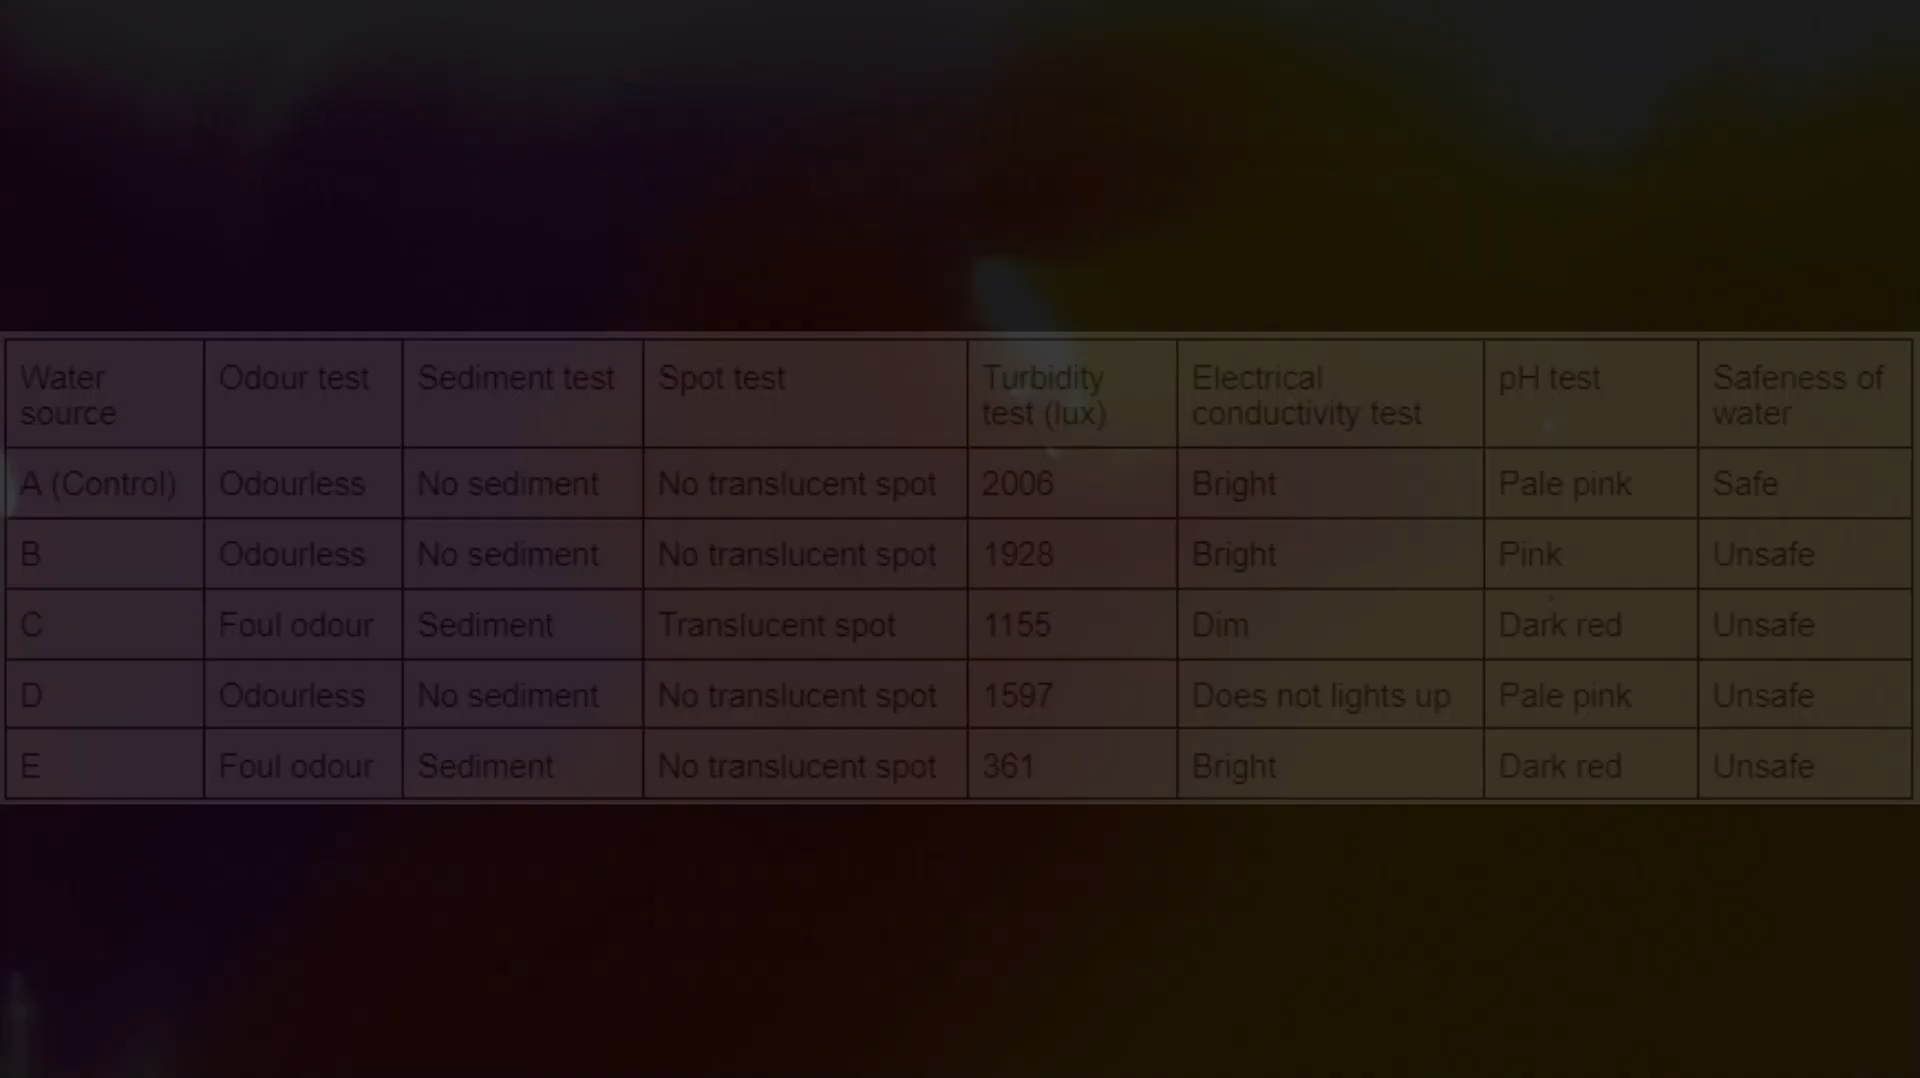 Water source | Odour test | Sediment test | Spot test | Turbidity test (lux) | Electrical conductivity test | pH test | Safeness of water
A (Control) | Odourless | No sediment | No translucent spot | 2006 | Bright | Pale pink | Safe
B | Odourless | No sediment | No translucent spot | 1928 | Bright | Pink | Unsafe
C | Foul odour | Sediment | Translucent spot | 1155 | Dim | Dark red | Unsafe
D | Odourless | No sediment | No translucent spot | 1597 | Does not lights up | Pale pink | Unsafe
E | Foul odour | Sediment | No translucent spot | 361 | Bright | Dark red | Unsafe